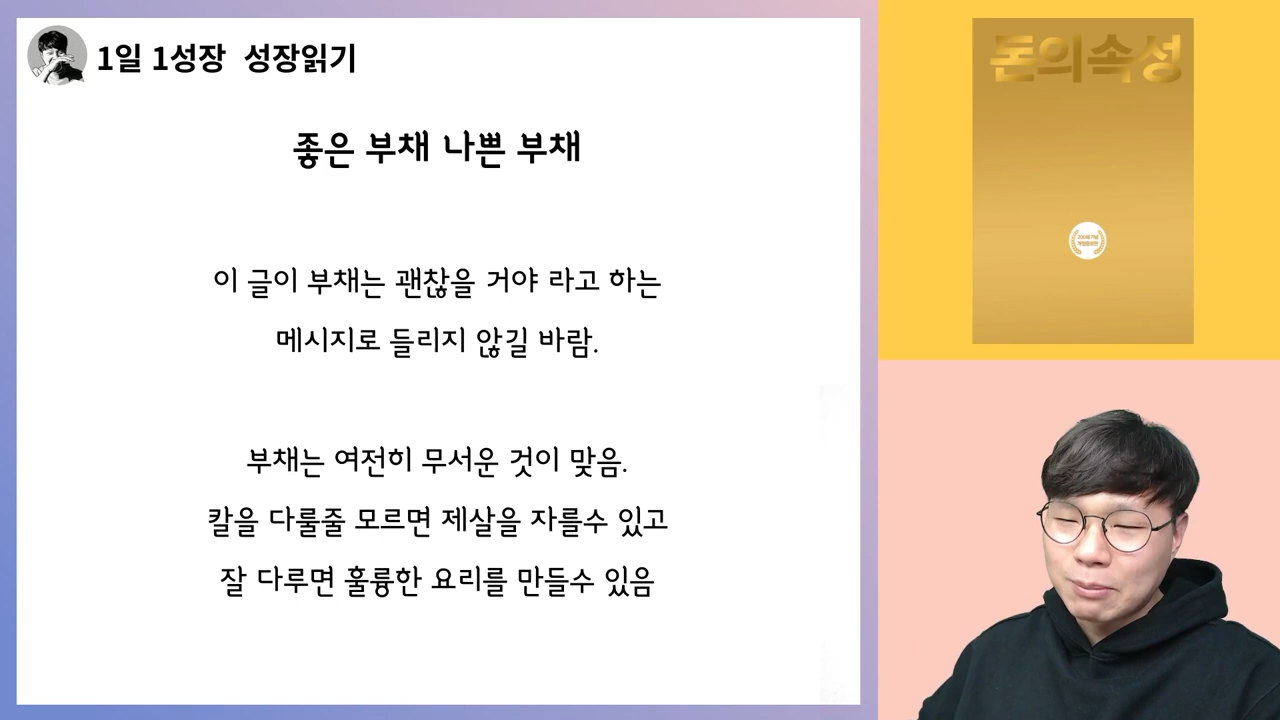 1일 1성장 성장읽기
좋은 부채 나쁜 부채
이 글이 부채는 괜찮을 거야 라고 하는
메시지로 들리지 않길 바람.
부채는 여전히 무서운 것이 맞음.
칼을 다룰줄 모르면 제살을 자를수 있고
잘 다루면 훌륭한 요리를 만들수 있음
돈의 속성